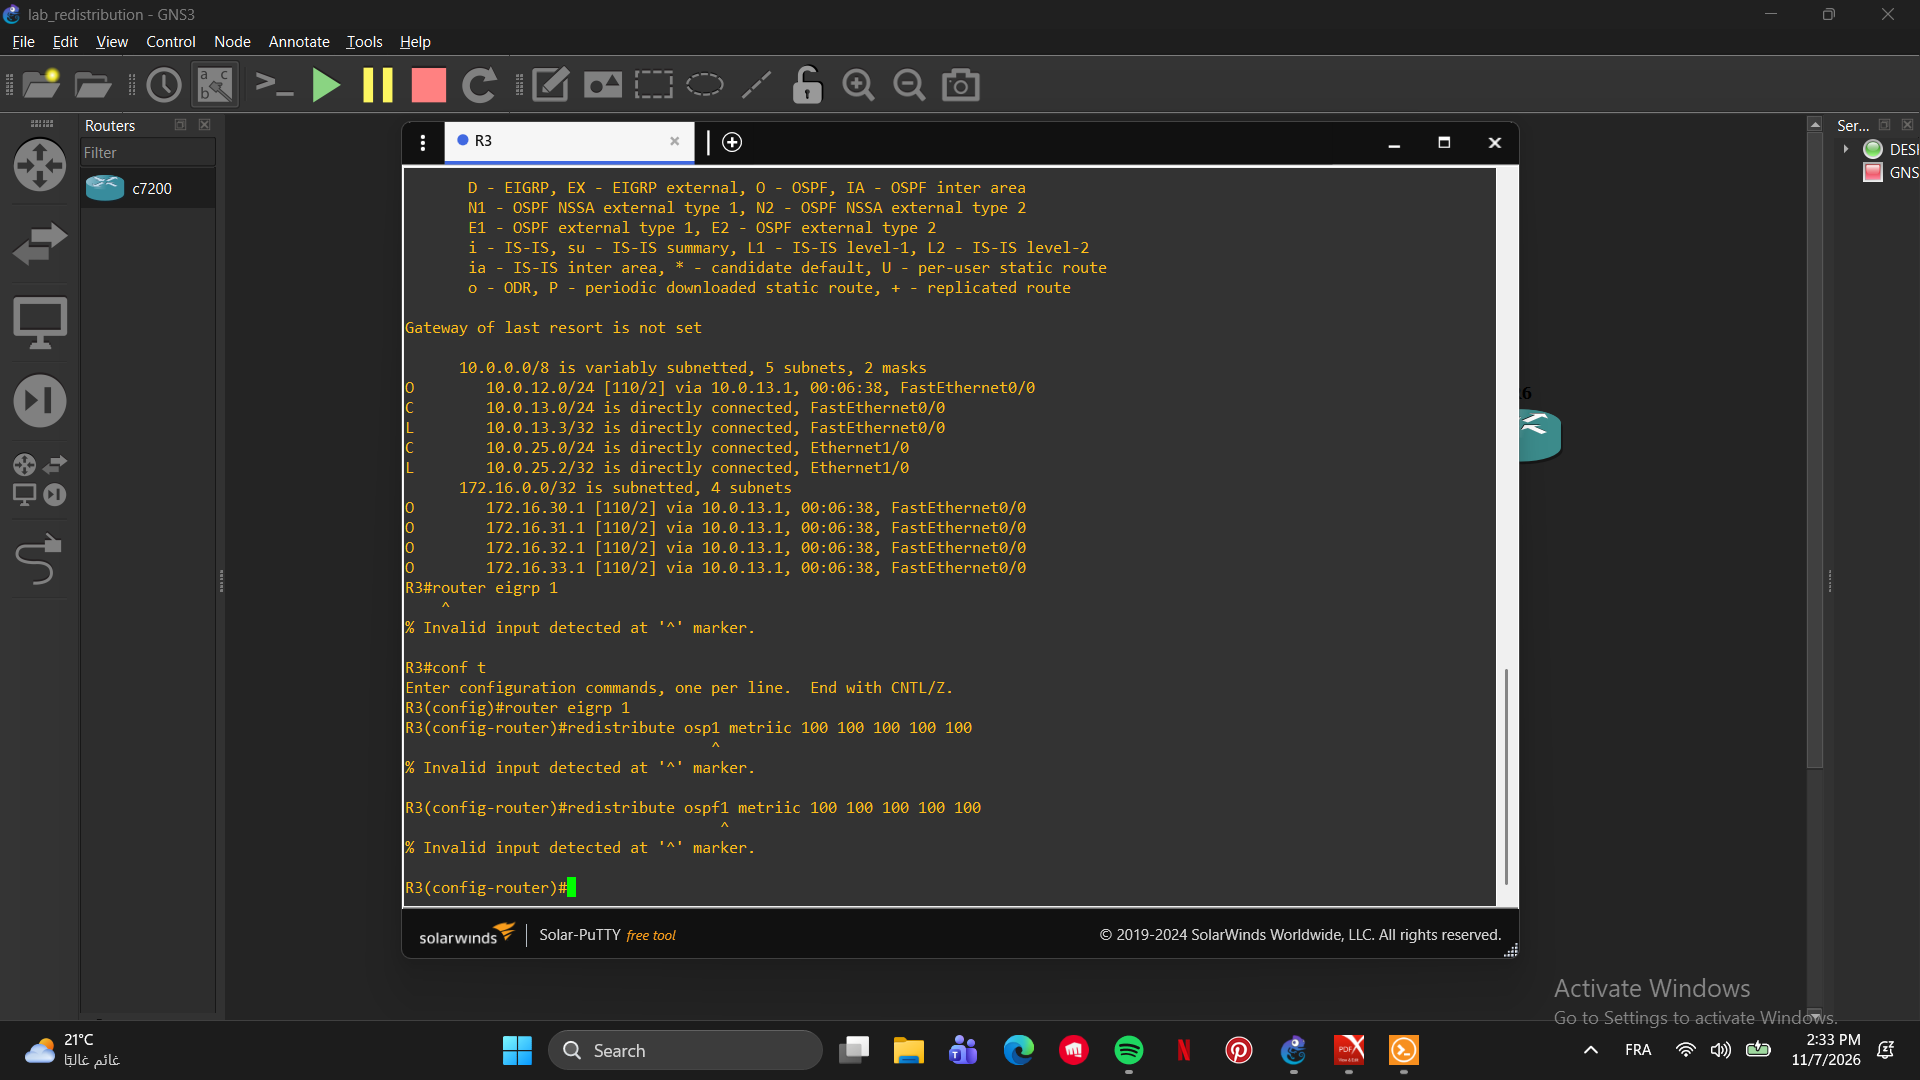 lab_redistribution - GNS3
File Edit View Control Node Annotate Tools Help
Routers
Filter
c7200
R3
D - EIGRP, EX - EIGRP external, O - OSPF, IA - OSPF inter area
N1 - OSPF NSSA external type 1, N2 - OSPF NSSA external type 2
E1 - OSPF external type 1, E2 - OSPF external type 2
i - IS-IS, su - IS-IS summary, L1 - IS-IS level-1, L2 - IS-IS level-2
ia - IS-IS inter area, * - candidate default, U - per-user static route
o - ODR, P - periodic downloaded static route, + - replicated route
Gateway of last resort is not set
10.0.0.0/8 is variably subnetted, 5 subnets, 2 masks
O 10.0.12.0/24 [110/2] via 10.0.13.1, 00:06:38, FastEthernet0/0
C 10.0.13.0/24 is directly connected, FastEthernet0/0
L 10.0.13.3/32 is directly connected, FastEthernet0/0
C 10.0.25.0/24 is directly connected, Ethernet1/0
L 10.0.25.2/32 is directly connected, Ethernet1/0
172.16.0.0/32 is subnetted, 4 subnets
O 172.16.30.1 [110/2] via 10.0.13.1, 00:06:38, FastEthernet0/0
O 172.16.31.1 [110/2] via 10.0.13.1, 00:06:38, FastEthernet0/0
O 172.16.32.1 [110/2] via 10.0.13.1, 00:06:38, FastEthernet0/0
O 172.16.33.1 [110/2] via 10.0.13.1, 00:06:38, FastEthernet0/0
R3#router eigrp 1
^
% Invalid input detected at '^' marker.
R3#conf t
Enter configuration commands, one per line. End with CNTL/Z.
R3(config)#router eigrp 1
R3(config-router)#redistribute osp1 metriic 100 100 100 100 100
^
% Invalid input detected at '^' marker.
R3(config-router)#redistribute ospf1 metriic 100 100 100 100 100
^
% Invalid input detected at '^' marker.
R3(config-router)#
solarwinds Solar-PuTTY free tool
© 2019-2024 SolarWinds Worldwide, LLC. All rights reserved.
Ser...
DESI
GNS
Activate Windows
Go to Settings to activate Windows.
21°C
غائم غالبًا
Search
FRA
2:33 PM
11/7/2026